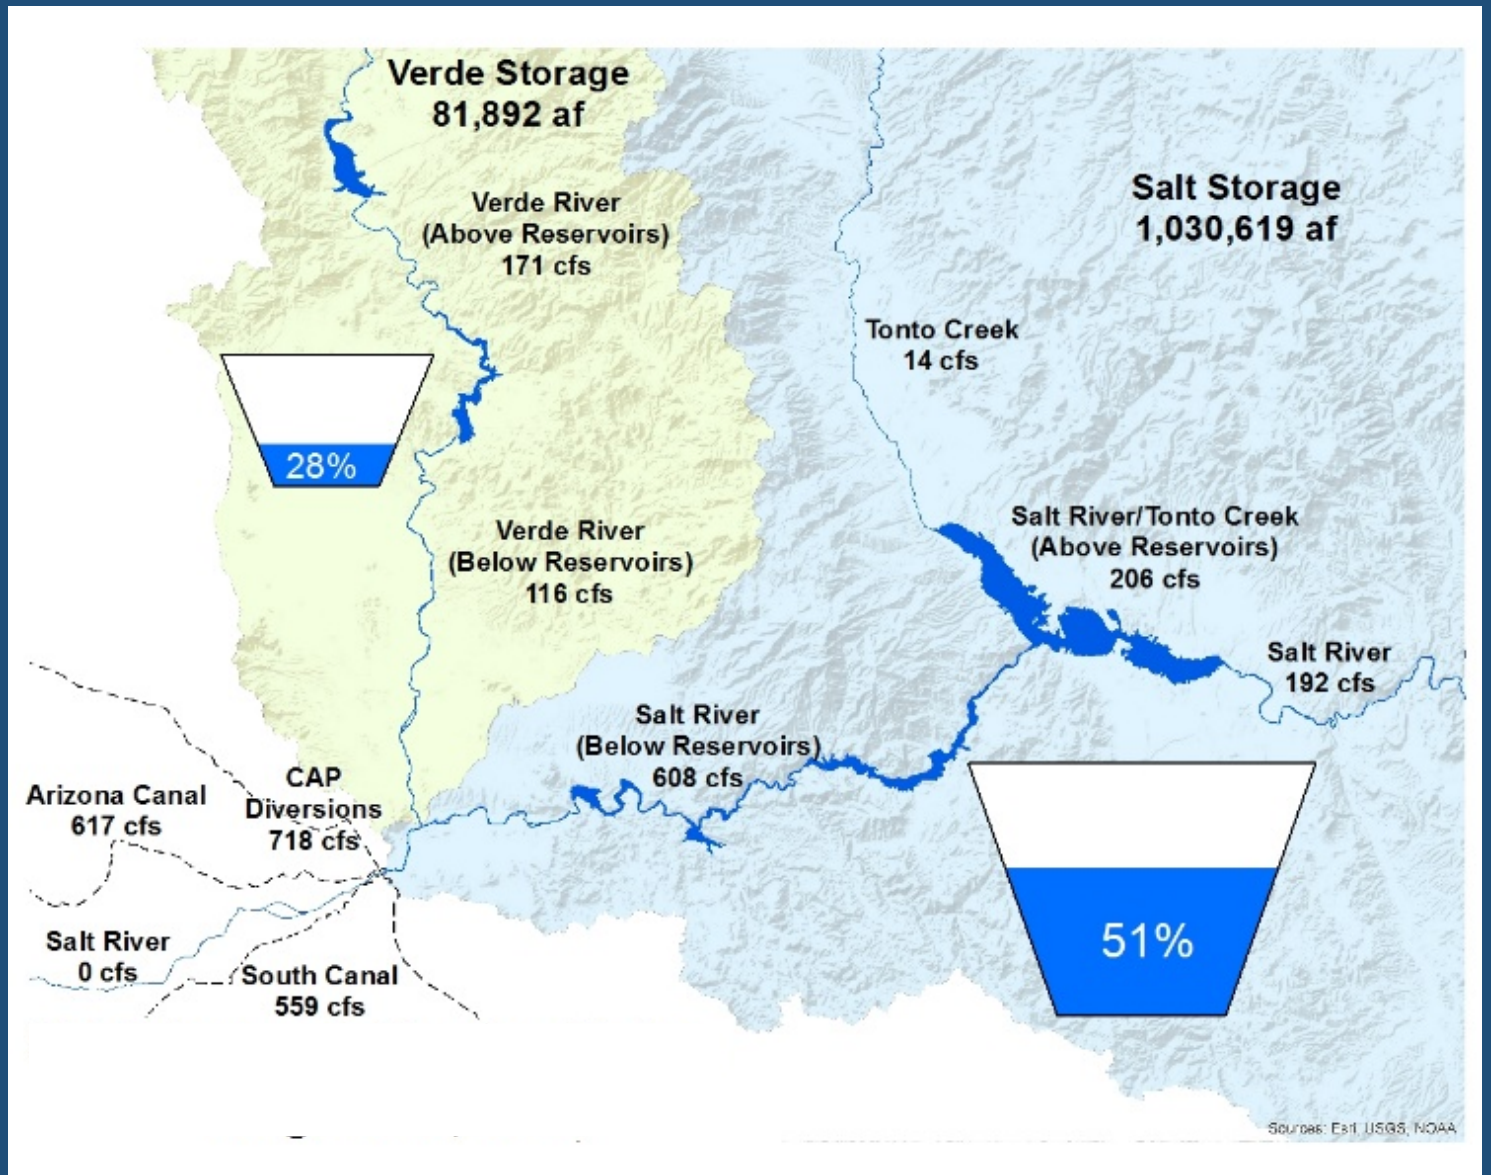 Verde Storage
81,892 af
Verde River
(Above Reservoirs)
171 cfs
Salt Storage
1,030,619 af
Tonto Creek
14 cfs
28%
Verde River
(Below Reservoirs)
116 cfs
Salt River/Tonto Creek
(Above Reservoirs)
206 cfs
Salt River
192 cfs
Salt River
(Below Reservoirs)
608 cfs
CAP
Diversions
718 cfs
Arizona Canal
617 cfs
51%
Salt River
0 cfs
South Canal
559 cfs
Sources: Esri, USGS, NOAA